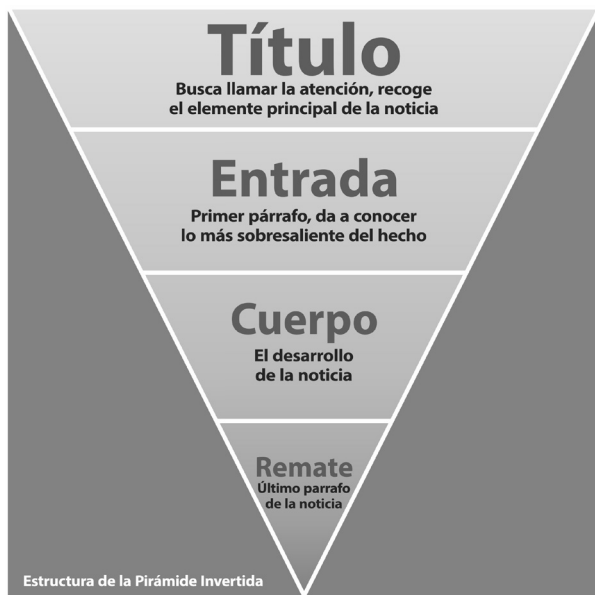 Título
Busca llamar la atención, recoge
el elemente principal de la noticia
Entrada
Primer párrafo, da a conocer
lo más sobresaliente del hecho
Cuerpo
El desarrollo
de la noticia
Remate
Último parrafo
de la noticia
Estructura de la Pirámide Invertida